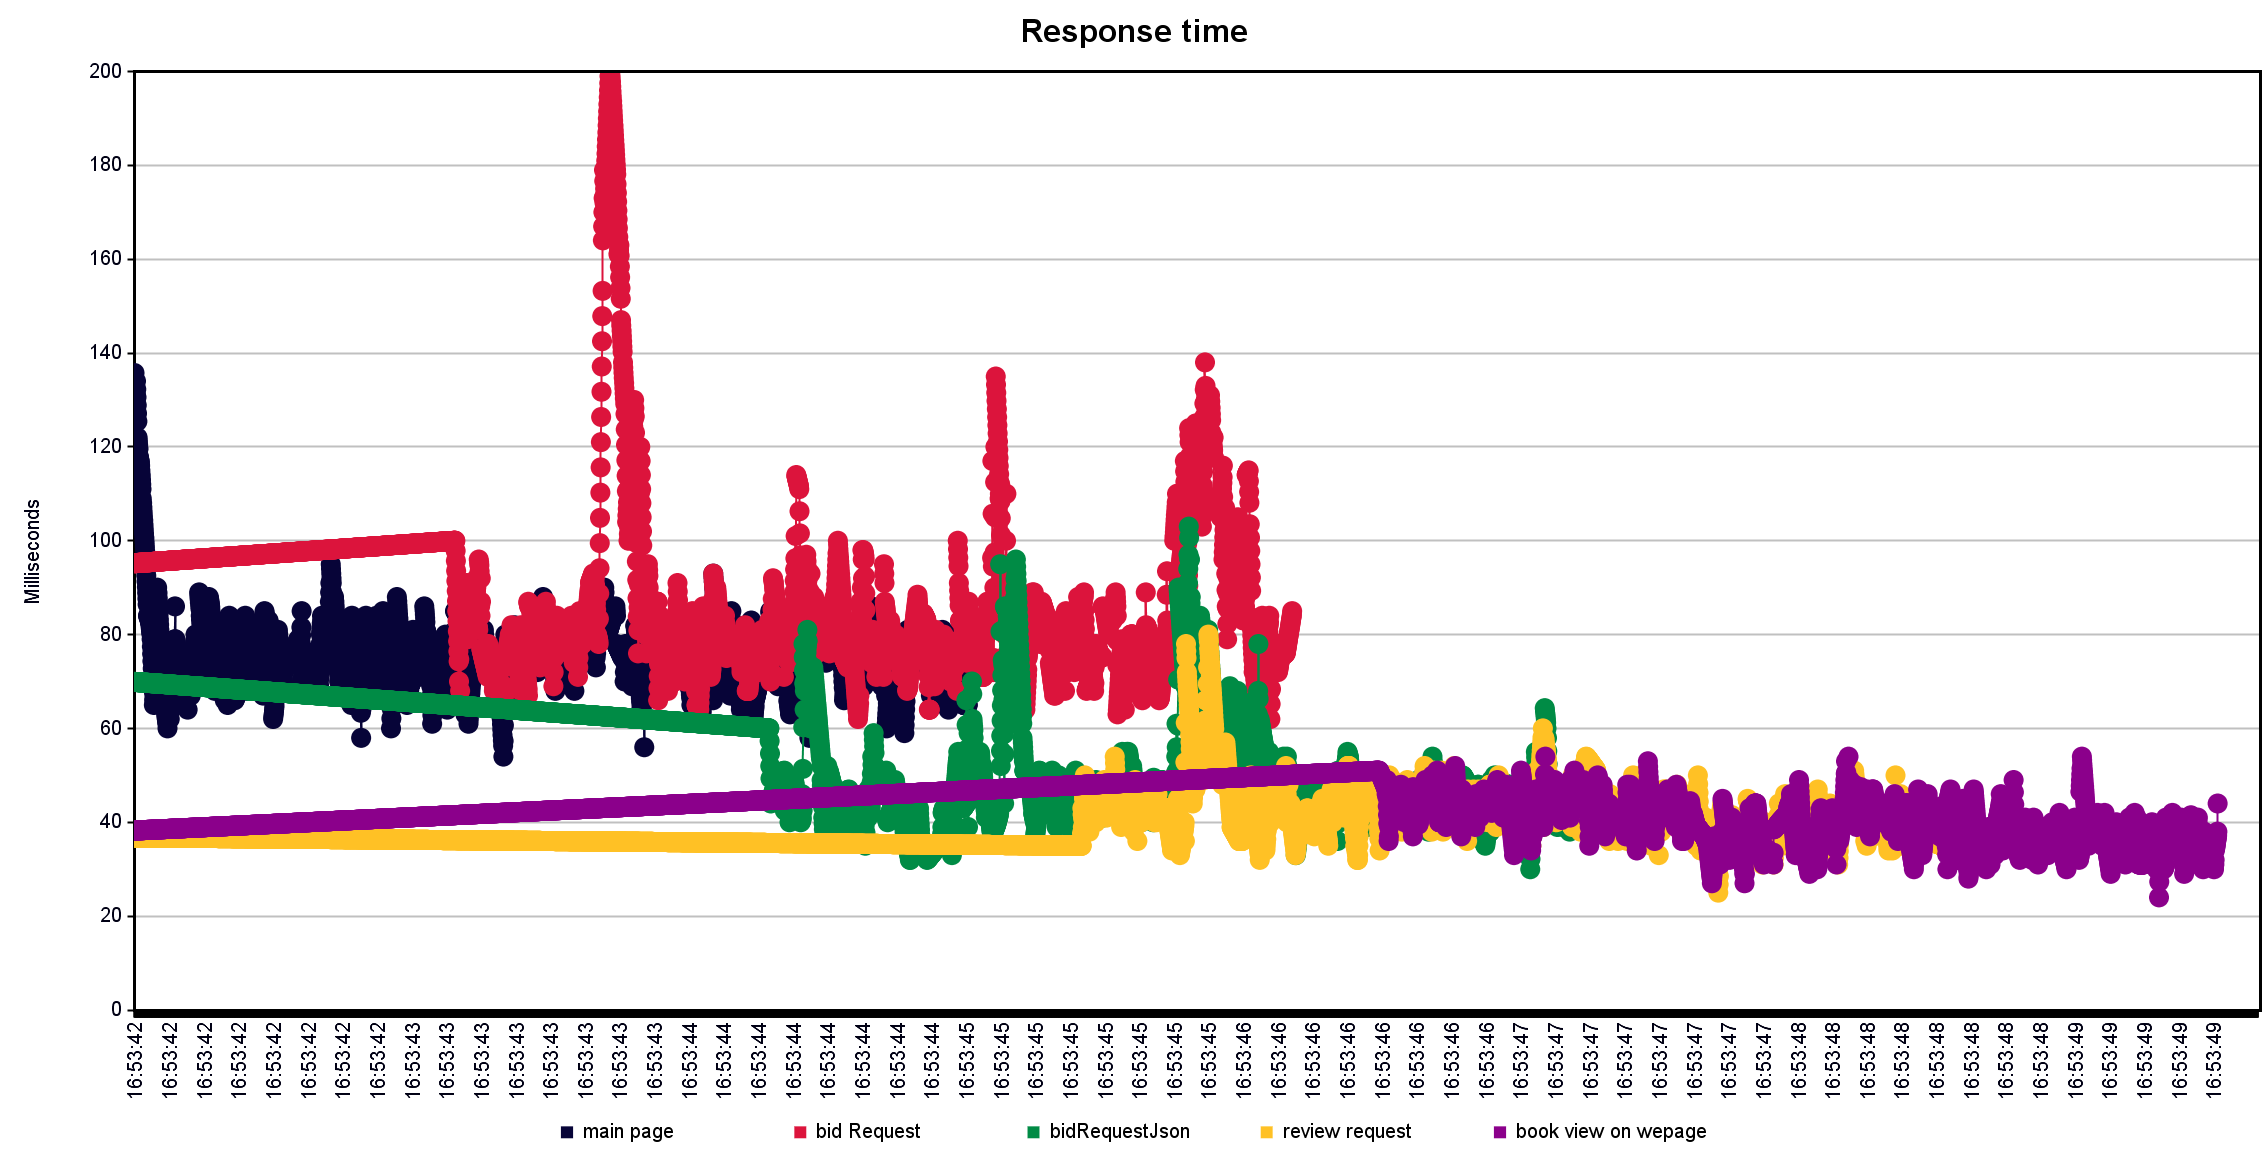 Response time
Milliseconds
200
180
160
140
120
100
80
60
40
20
0
16:53:42 16:53:42 16:53:42 16:53:42 16:53:42 16:53:42 16:53:42 16:53:42 16:53:43 16:53:43 16:53:43 16:53:43 16:53:43 16:53:43 16:53:43 16:53:43 16:53:44 16:53:44 16:53:44 16:53:44 16:53:44 16:53:44 16:53:44 16:53:44 16:53:45 16:53:45 16:53:45 16:53:45 16:53:45 16:53:45 16:53:45 16:53:45 16:53:46 16:53:46 16:53:46 16:53:46 16:53:46 16:53:46 16:53:46 16:53:46 16:53:47 16:53:47 16:53:47 16:53:47 16:53:47 16:53:47 16:53:47 16:53:47 16:53:48 16:53:48 16:53:48 16:53:48 16:53:48 16:53:48 16:53:48 16:53:48 16:53:49 16:53:49 16:53:49 16:53:49 16:53:49
main page bid Request bidRequestJson review request book view on wepage